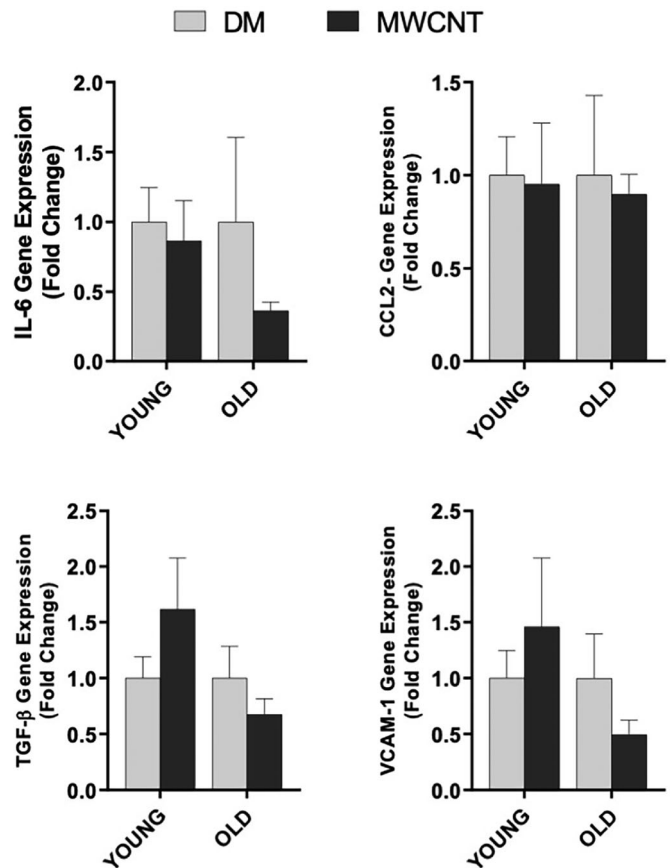 DM MWCNT
IL-6 Gene Expression
(Fold Change)
2.0
1.5
1.0
0.5
0.0
YOUNG
OLD
CCL2- Gene Expression
(Fold Change)
1.5
1.0
0.5
0.0
YOUNG
OLD
TGF-β Gene Expression
(Fold Change)
2.5
2.0
1.5
1.0
0.5
0.0
YOUNG
OLD
VCAM-1 Gene Expression
(Fold Change)
2.5
2.0
1.5
1.0
0.5
0.0
YOUNG
OLD